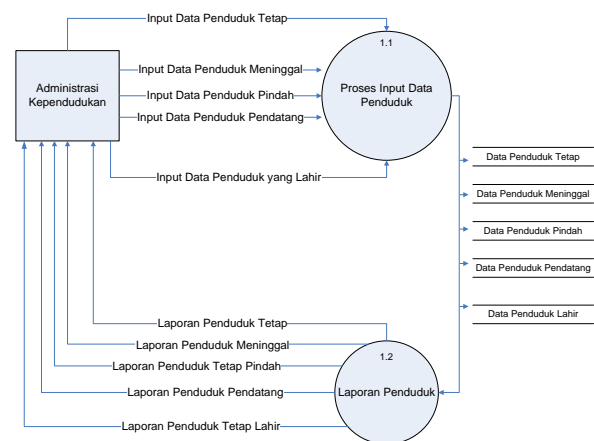 Input Data Penduduk Tetap
1.1
Administrasi
Kependudukan
Input Data Penduduk Meninggal
Proses Input Data
Penduduk
Input Data Penduduk Pindah
Input Data Penduduk Pendatang
Data Penduduk Tetap
Input Data Penduduk yang Lahir
Data Penduduk Meninggal
Data Penduduk Pindah
Data Penduduk Pendatang
Data Penduduk Lahir
Laporan Penduduk Tetap
Laporan Penduduk Meninggal
1.2
Laporan Penduduk Tetap Pindah
Laporan Penduduk Pendatang
Laporan Penduduk
Laporan Penduduk Tetap Lahir